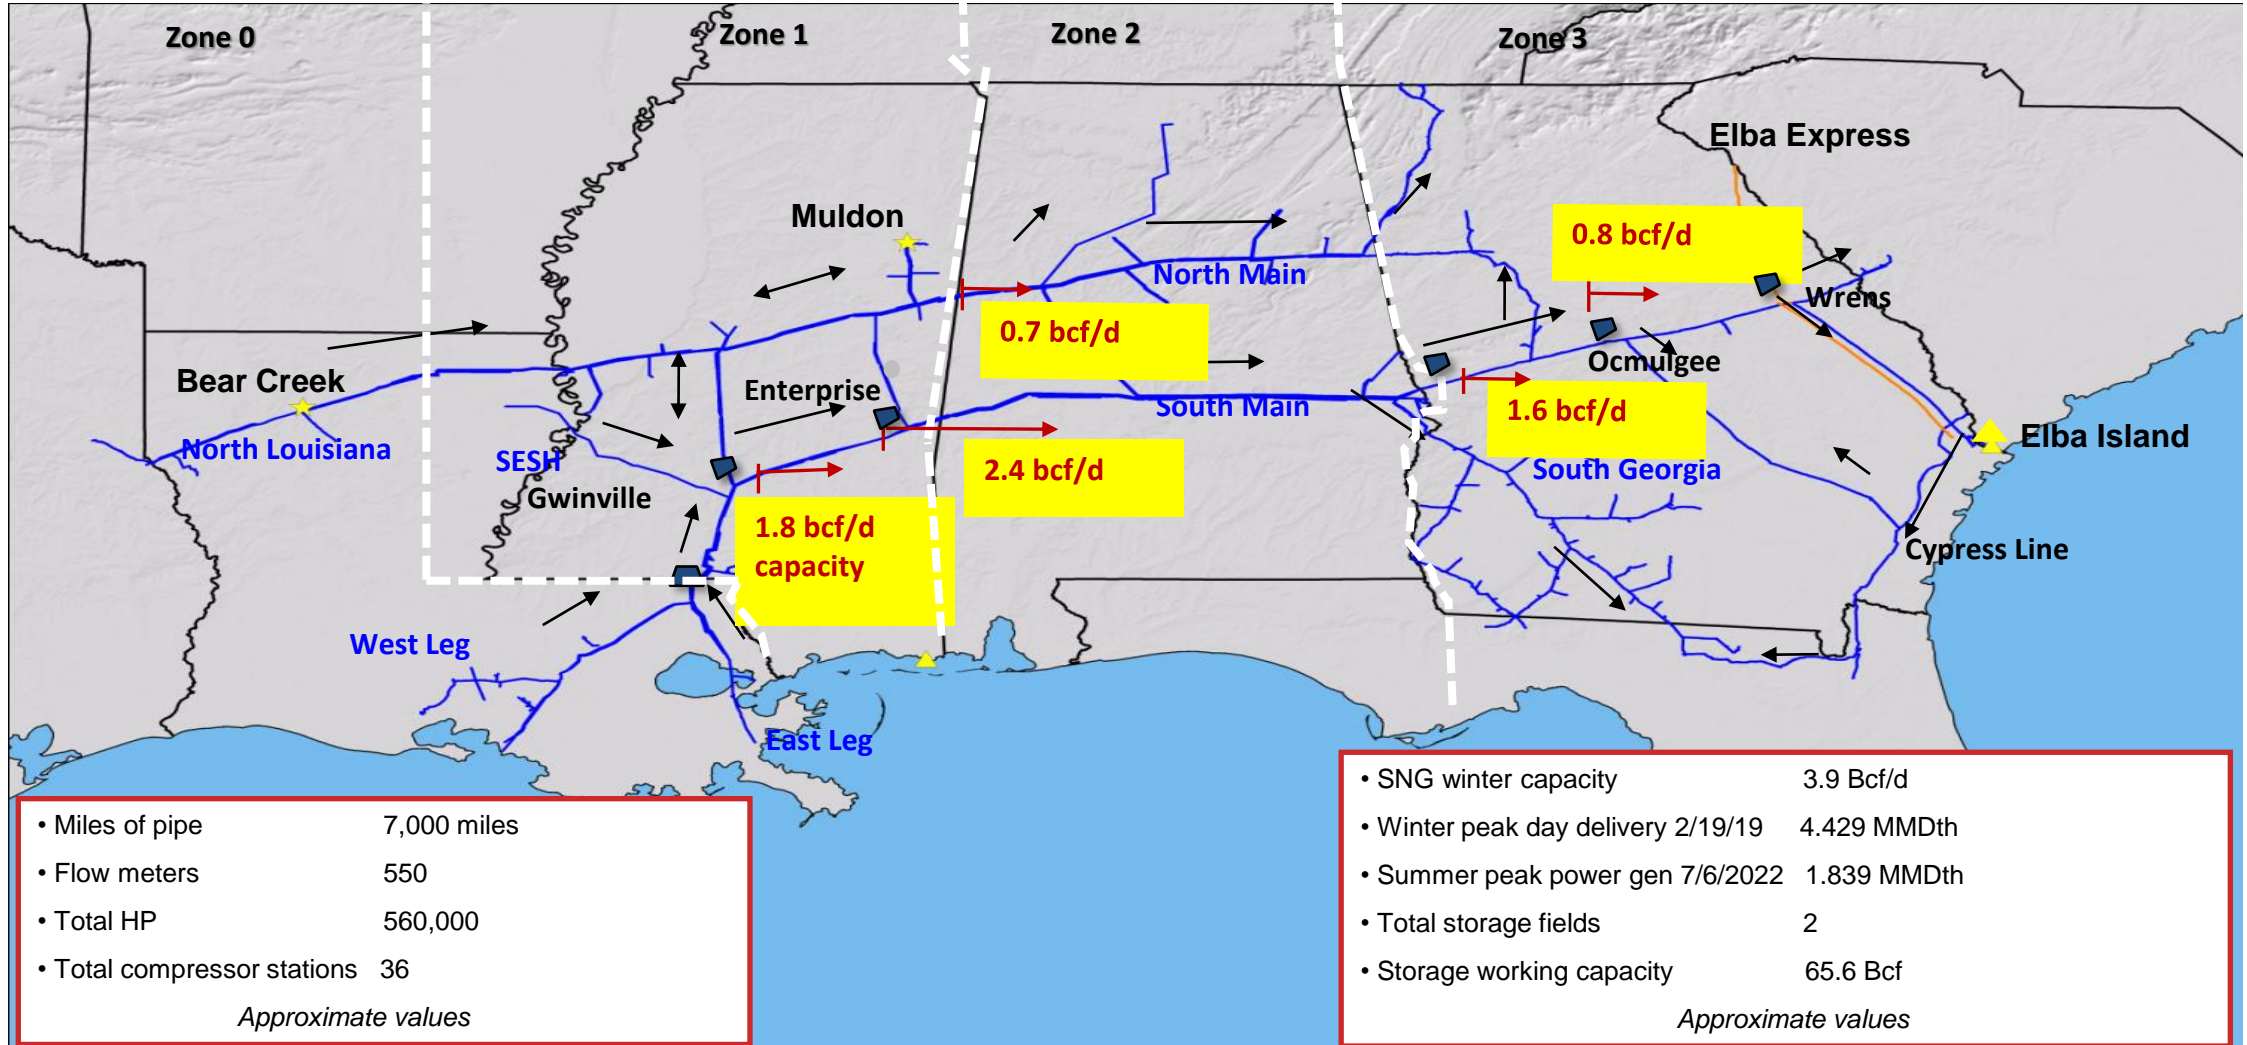 Zone 0
Zone 1
Zone 2
Zone 3
Elba Express
Muldon
0.8 bcf/d
North Main
Wrens
0.7 bcf/d
Bear Creek
Enterprise
Ocmulgee
North Louisiana
South Main
1.6 bcf/d
Elba Island
SESH
2.4 bcf/d
South Georgia
Gwinville
1.8 bcf/d
capacity
Cypress Line
West Leg
East Leg
• Miles of pipe 7,000 miles
• Flow meters 550
• Total HP 560,000
• Total compressor stations 36
Approximate values
• SNG winter capacity 3.9 Bcf/d
• Winter peak day delivery 2/19/19 4.429 MMDth
• Summer peak power gen 7/6/2022 1.839 MMDth
• Total storage fields 2
• Storage working capacity 65.6 Bcf
Approximate values